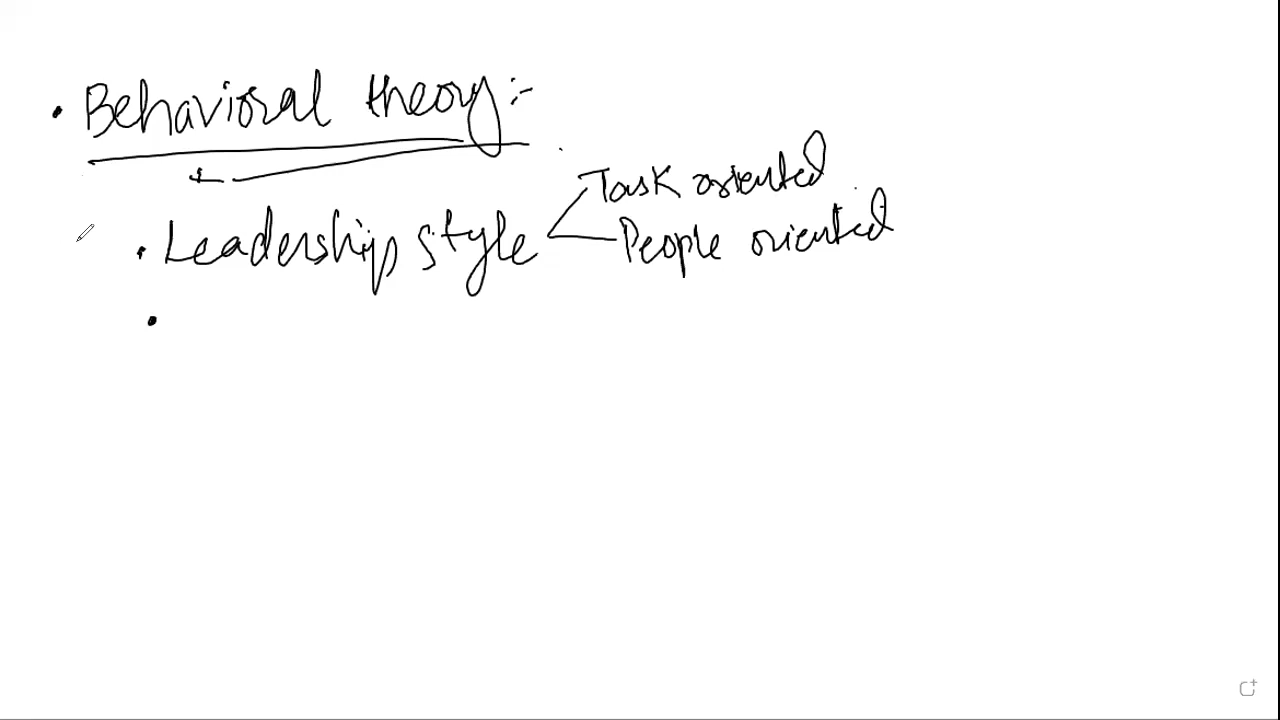 • Behavioral theory:-
Task oriented
• Leadership style People oriented
•